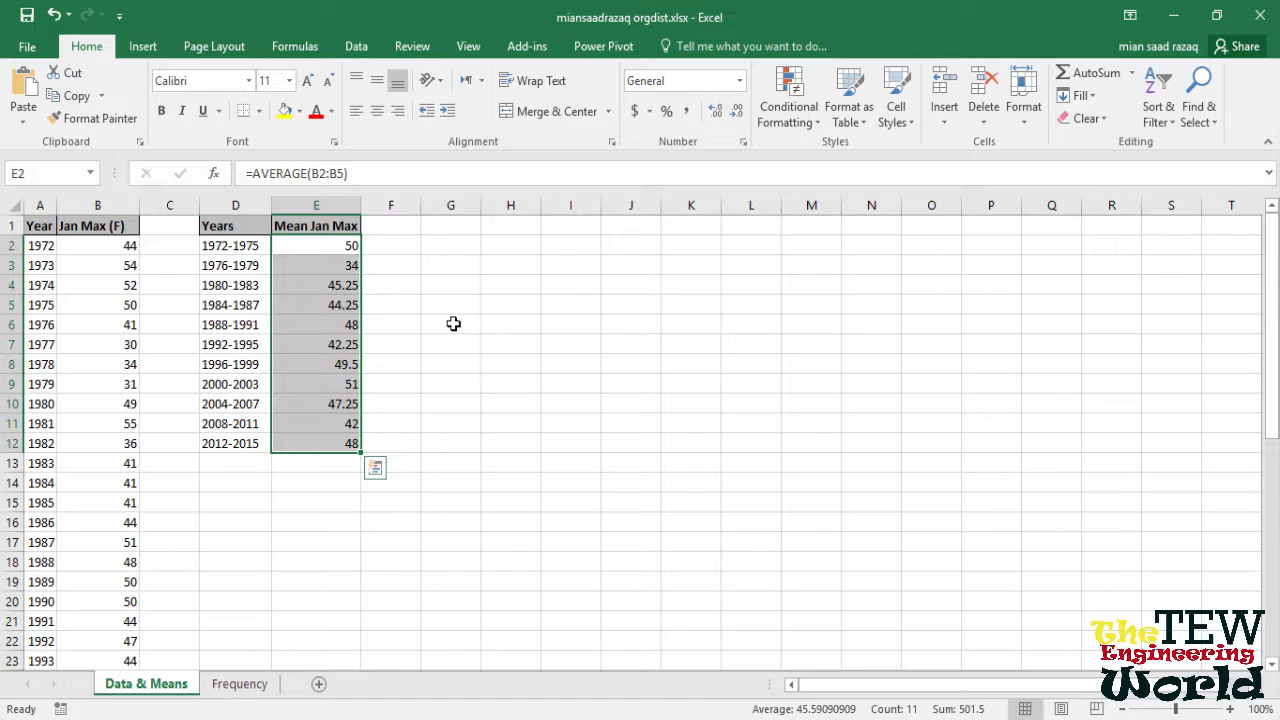 miansaadrazaq orgdist.xlsx - Excel
File Home Insert Page Layout Formulas Data Review View Add-ins Power Pivot Tell me what you want to do... mian saad razaq Share
Paste Cut Copy Format Painter
Calibri 11 B I U A
Wrap Text Merge & Center
General $ % ,
Conditional Formatting Format as Table Cell Styles
Insert Delete Format
AutoSum Fill Clear Sort & Filter Find & Select
Clipboard Font Alignment Number Styles Cells Editing
E2 fx =AVERAGE(B2:B5)
A B C D E F G H I J K L M N O P Q R S T
1 Year Jan Max (F) Years Mean Jan Max
2 1972 44 1972-1975 50
3 1973 54 1976-1979 34
4 1974 52 1980-1983 45.25
5 1975 50 1984-1987 44.25
6 1976 41 1988-1991 48
7 1977 30 1992-1995 42.25
8 1978 34 1996-1999 49.5
9 1979 31 2000-2003 51
10 1980 49 2004-2007 47.25
11 1981 55 2008-2011 42
12 1982 36 2012-2015 48
13 1983 41
14 1984 41
15 1985 41
16 1986 44
17 1987 51
18 1988 48
19 1989 50
20 1990 50
21 1991 44
22 1992 47
23 1993 44
The TEW
Engineering
World
Data & Means Frequency
Ready Average: 45.59090909 Count: 11 Sum: 501.5 100%